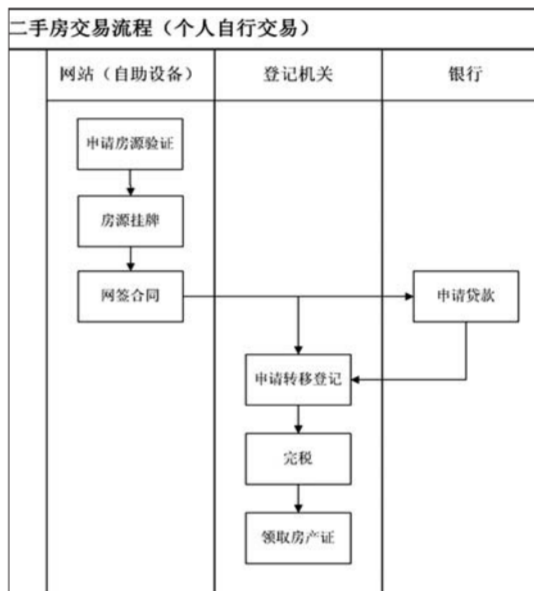 二手房交易流程（个人自行交易）
网站（自助设备）
登记机关
银行
申请房源验证
房源挂牌
网签合同
申请贷款
申请转移登记
完税
领取房产证